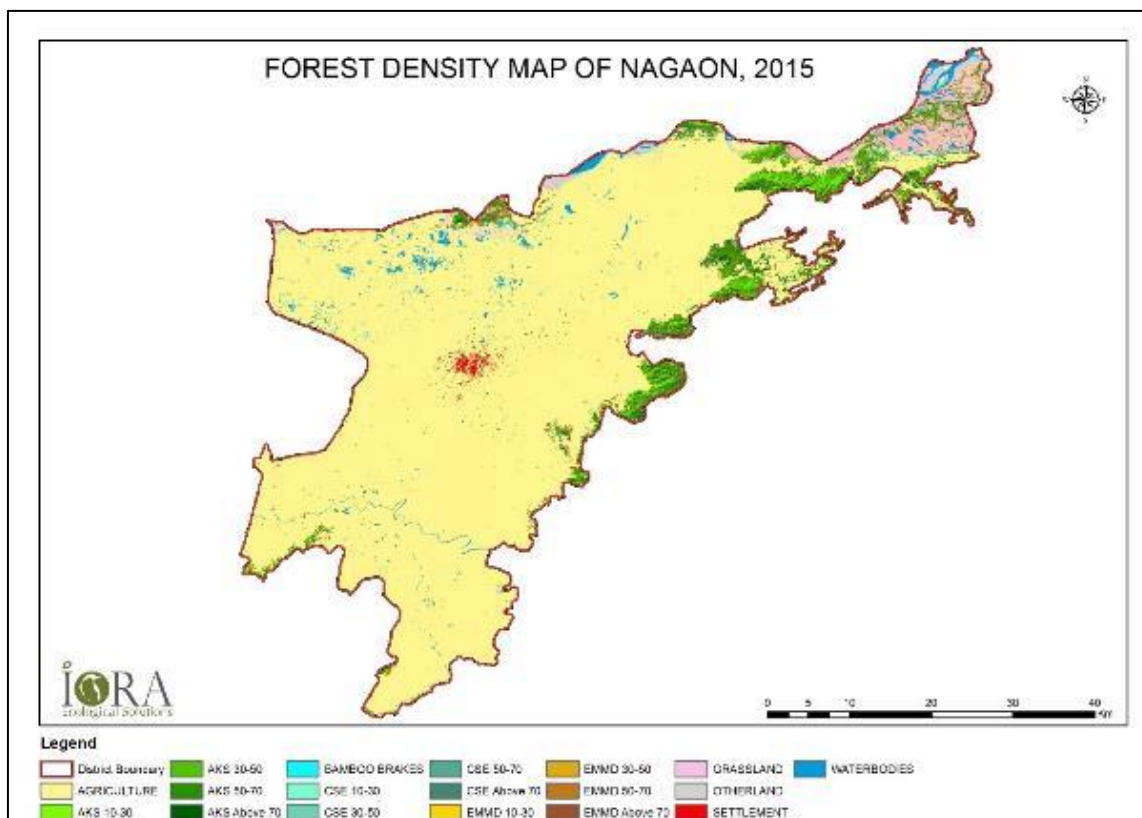 FOREST DENSITY MAP OF NAGAON, 2015
IORA
Ecological Solutions
0 5 10 20 30 40
Km
Legend
District Boundary AKS 30-50 BAMBOO BRAKES CSE 50-70 EMMD 30-50 GRASSLAND WATERBODIES
AGRICULTURE AKS 50-70 CSE 10-30 CSE Above 70 EMMD 50-70 OTHERLAND
AKS 10-30 AKS Above 70 CSE 30-50 EMMD 10-30 EMMD Above 70 SETTLEMENT